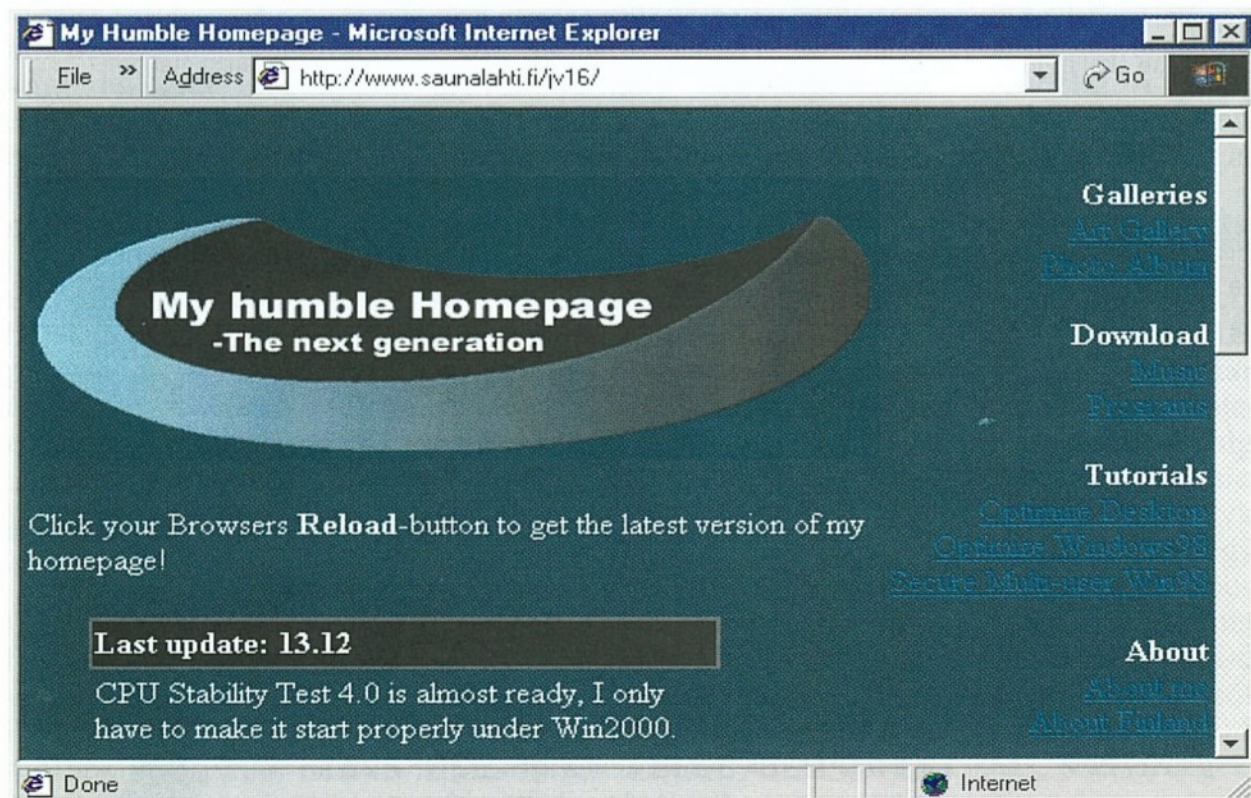 My Humble Homepage - Microsoft Internet Explorer
File » Address http://www.saunalahti.fi/jv16/ Go
My humble Homepage
-The next generation
Click your Browsers Reload-button to get the latest version of my
homepage!
Last update: 13.12
CPU Stability Test 4.0 is almost ready, I only
have to make it start properly under Win2000.
Galleries
Art Gallery
Photo Album
Download
Music
Programs
Tutorials
Optimize Desktop
Optimize Windows98
Secure Multi-user Win98
About
About me
About Finland
Done
Internet